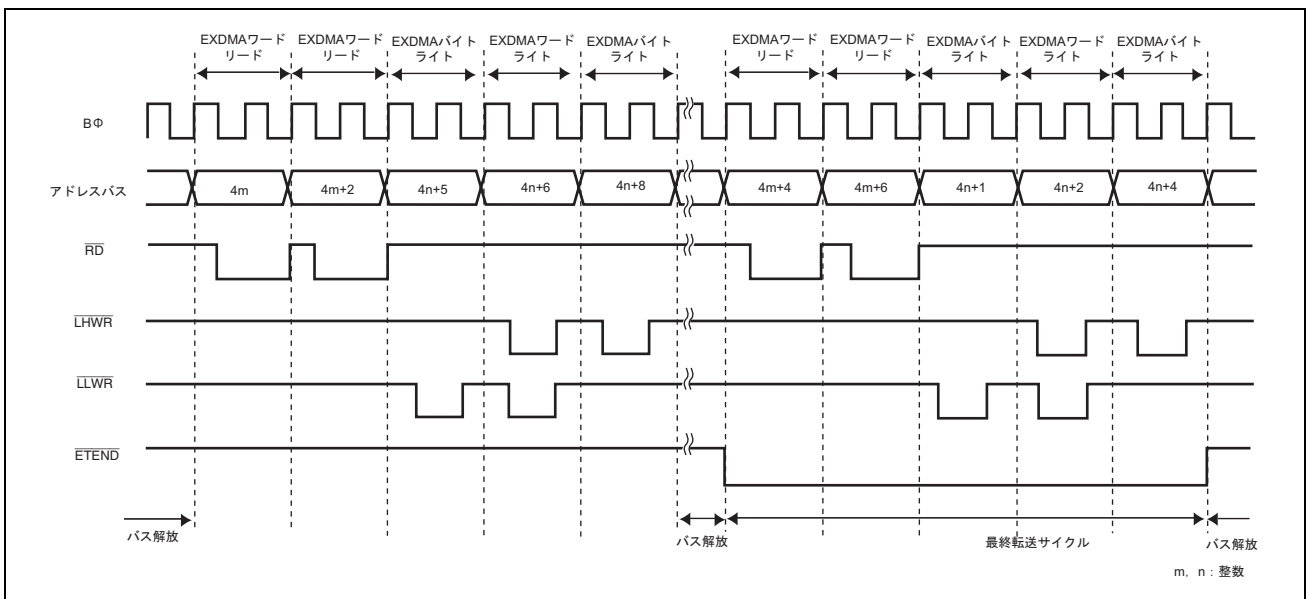 EXDMAワード EXDMAワード EXDMAバイト EXDMAワード EXDMAバイト EXDMAワード EXDMAワード EXDMAバイト EXDMAワード EXDMAバイト
リード リード ライト ライト ライト リード リード ライト ライト ライト
BΦ
アドレスバス 4m 4m+2 4n+5 4n+6 4n+8 4m+4 4m+6 4n+1 4n+2 4n+4
RD
LHWR
LLWR
ETEND
バス解放 バス解放 最終転送サイクル バス解放
m, n : 整数